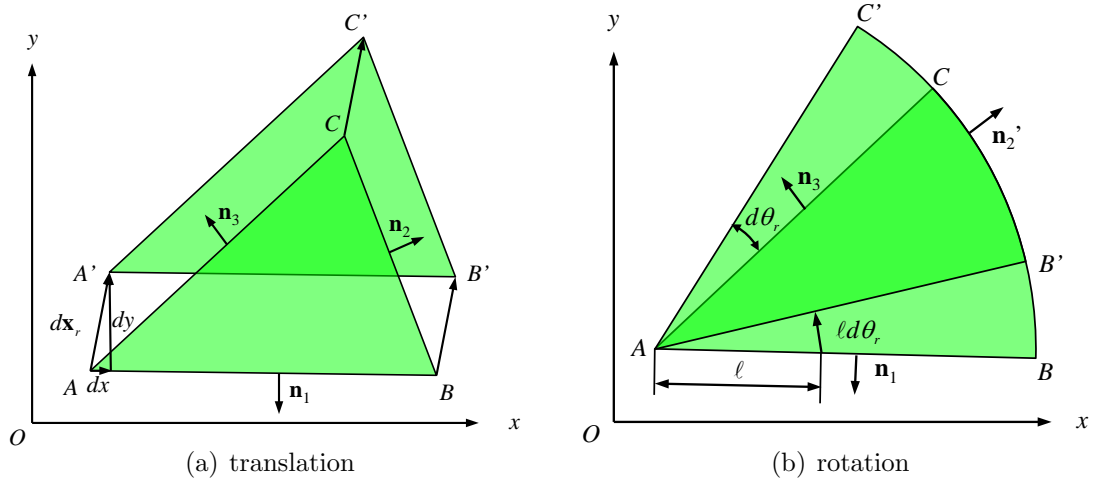 C'
y
C
n₃
n₂
A'
B'
dxᵣ
dy
A
dx
n₁
B
O
x
(a) translation
C'
y
C
n₂'
n₃
dθᵣ
B'
ℓdθᵣ
A
ℓ
n₁
B
O
x
(b) rotation